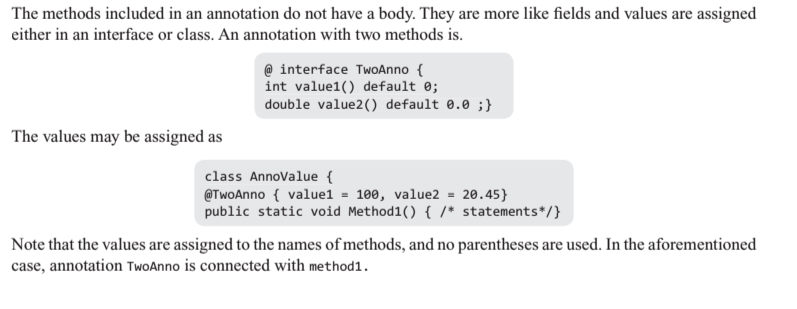 The methods included in an annotation do not have a body. They are more like fields and values are assigned
either in an interface or class. An annotation with two methods is.
@ interface TwoAnno {
int value1() default 0;
double value2() default 0.0 ;}
The values may be assigned as
class AnnoValue {
@TwoAnno { value1 = 100, value2 = 20.45}
public static void Method1() { /* statements*/}
Note that the values are assigned to the names of methods, and no parentheses are used. In the aforementioned
case, annotation TwoAnno is connected with method1.